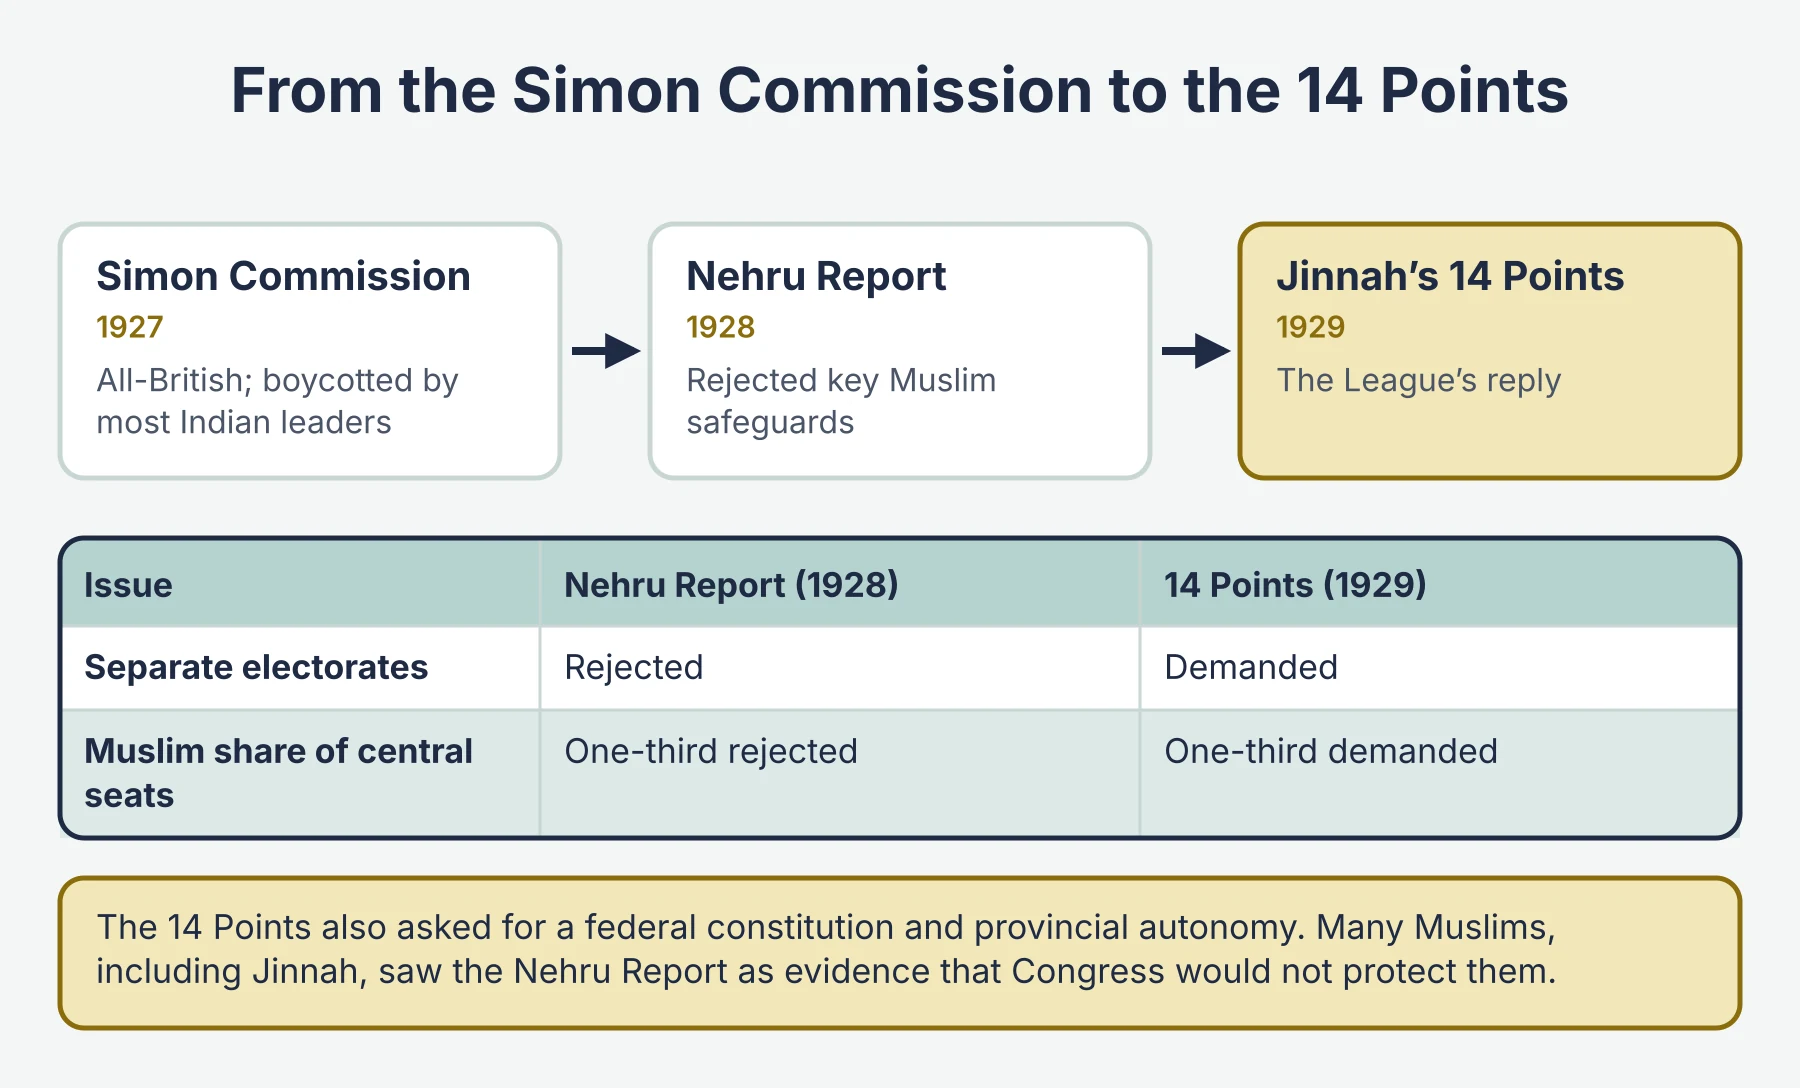 From the Simon Commission to the 14 Points
Simon Commission
1927
All-British; boycotted by
most Indian leaders
Nehru Report
1928
Rejected key Muslim
safeguards
Jinnah’s 14 Points
1929
The League’s reply
Issue
Nehru Report (1928)
14 Points (1929)
Separate electorates
Rejected
Demanded
Muslim share of central
seats
One-third rejected
One-third demanded
The 14 Points also asked for a federal constitution and provincial autonomy. Many Muslims,
including Jinnah, saw the Nehru Report as evidence that Congress would not protect them.